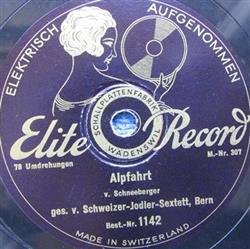 ELEKTRISCH AUFGENOMMEN
SCHALLPLATTENFABRIK
WÄDENSWIL
Elite Record
78 Umdrehungen
M.-Nr. 307
Alpfahrt
v. Schneeberger
ges. v. Schweizer-Jodler-Sextett, Bern
Best.-Nr. 1142
MADE IN SWITZERLAND